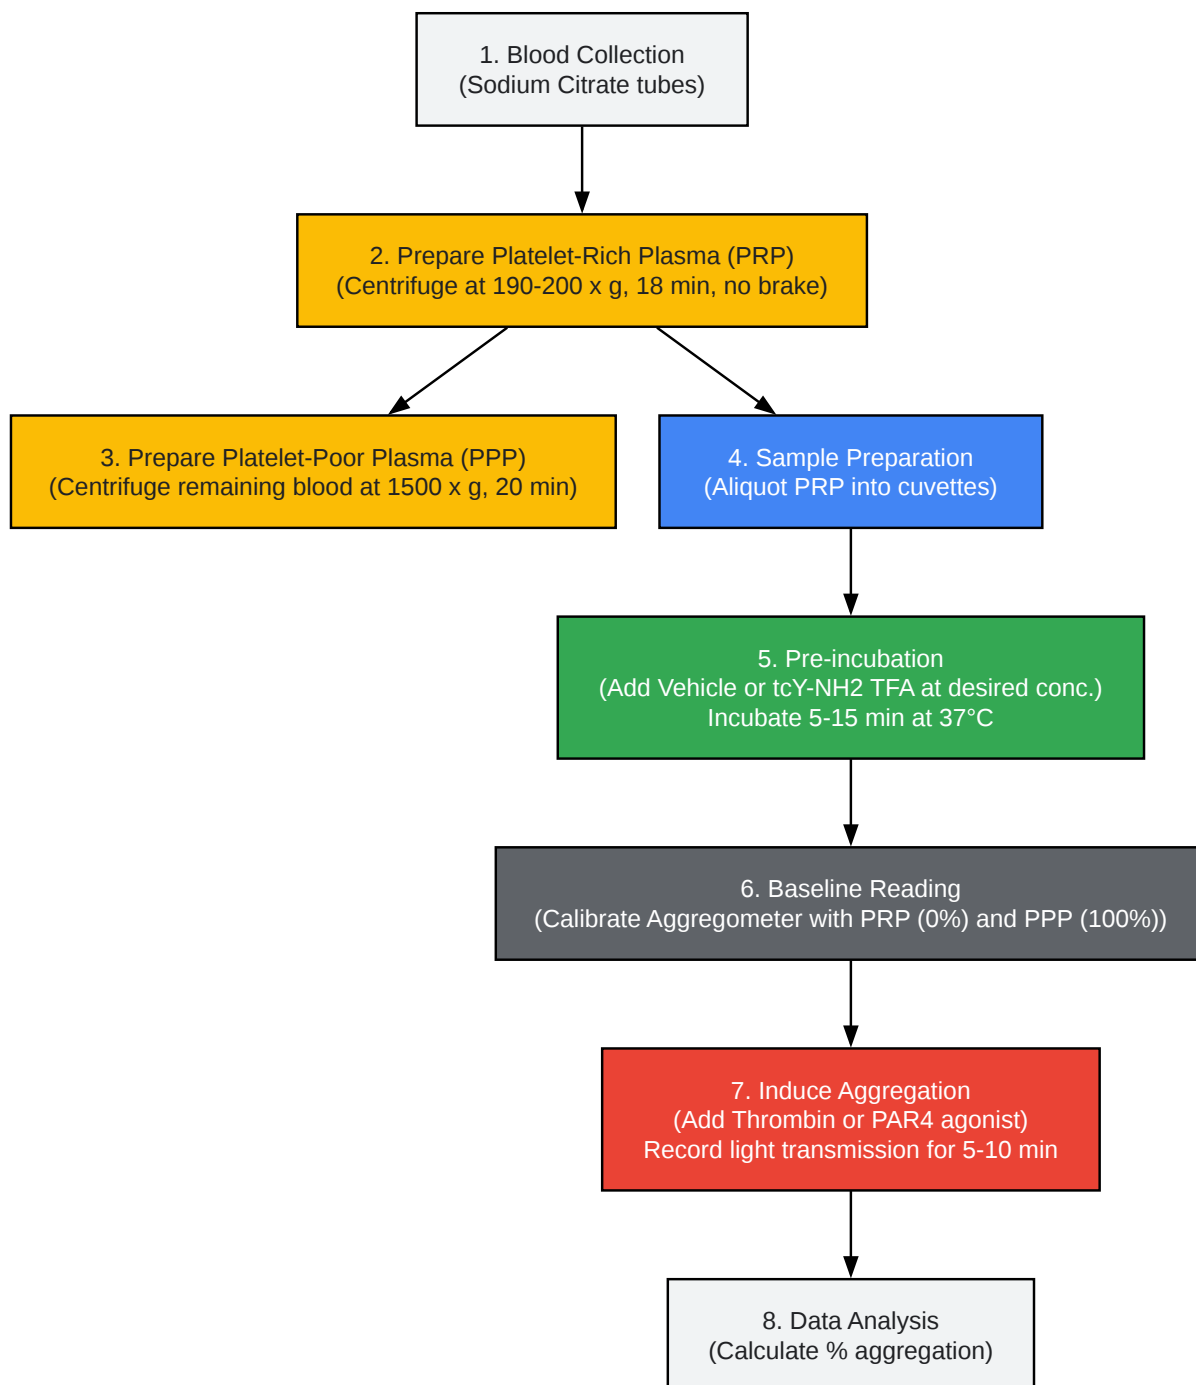 1. Blood Collection
(Sodium Citrate tubes)
2. Prepare Platelet-Rich Plasma (PRP)
(Centrifuge at 190-200 x g, 18 min, no brake)
3. Prepare Platelet-Poor Plasma (PPP)
(Centrifuge remaining blood at 1500 x g, 20 min)
4. Sample Preparation
(Aliquot PRP into cuvettes)
5. Pre-incubation
(Add Vehicle or tcY-NH2 TFA at desired conc.)
Incubate 5-15 min at 37°C
6. Baseline Reading
(Calibrate Aggregometer with PRP (0%) and PPP (100%))
7. Induce Aggregation
(Add Thrombin or PAR4 agonist)
Record light transmission for 5-10 min
8. Data Analysis
(Calculate % aggregation)